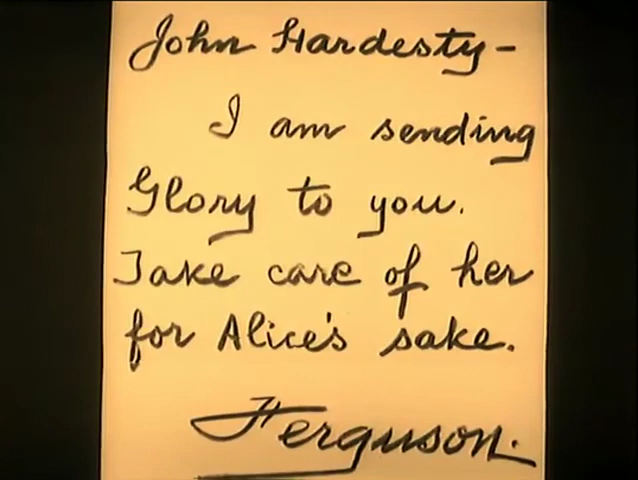 John Hardesty-
I am sending
Glory to you.
Take care of her
for Alice's sake.
Ferguson.